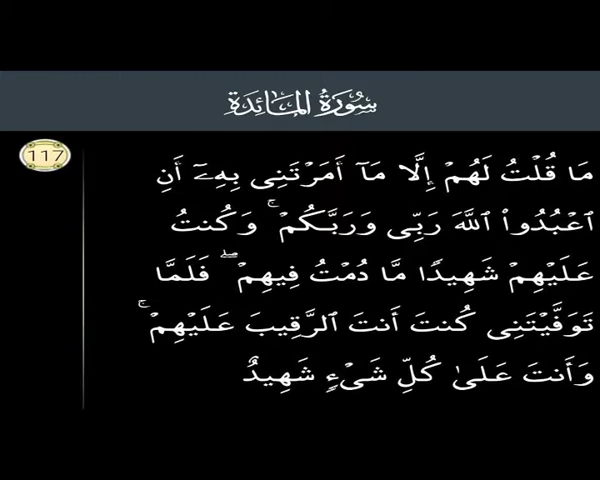 سُورَةُ المَائِدَةِ
117
مَا قُلْتُ لَهُمْ إِلَّا مَآ أَمَرْتَنِى بِهِۦٓ أَنِ
ٱعْبُدُوا۟ ٱللَّهَ رَبِّى وَرَبَّكُمْ ۚ وَكُنتُ
عَلَيْهِمْ شَهِيدًا مَّا دُمْتُ فِيهِمْ ۖ فَلَمَّا
تَوَفَّيْتَنِى كُنتَ أَنتَ ٱلرَّقِيبَ عَلَيْهِمْ ۚ
وَأَنتَ عَلَىٰ كُلِّ شَىْءٍ شَهِيدٌ